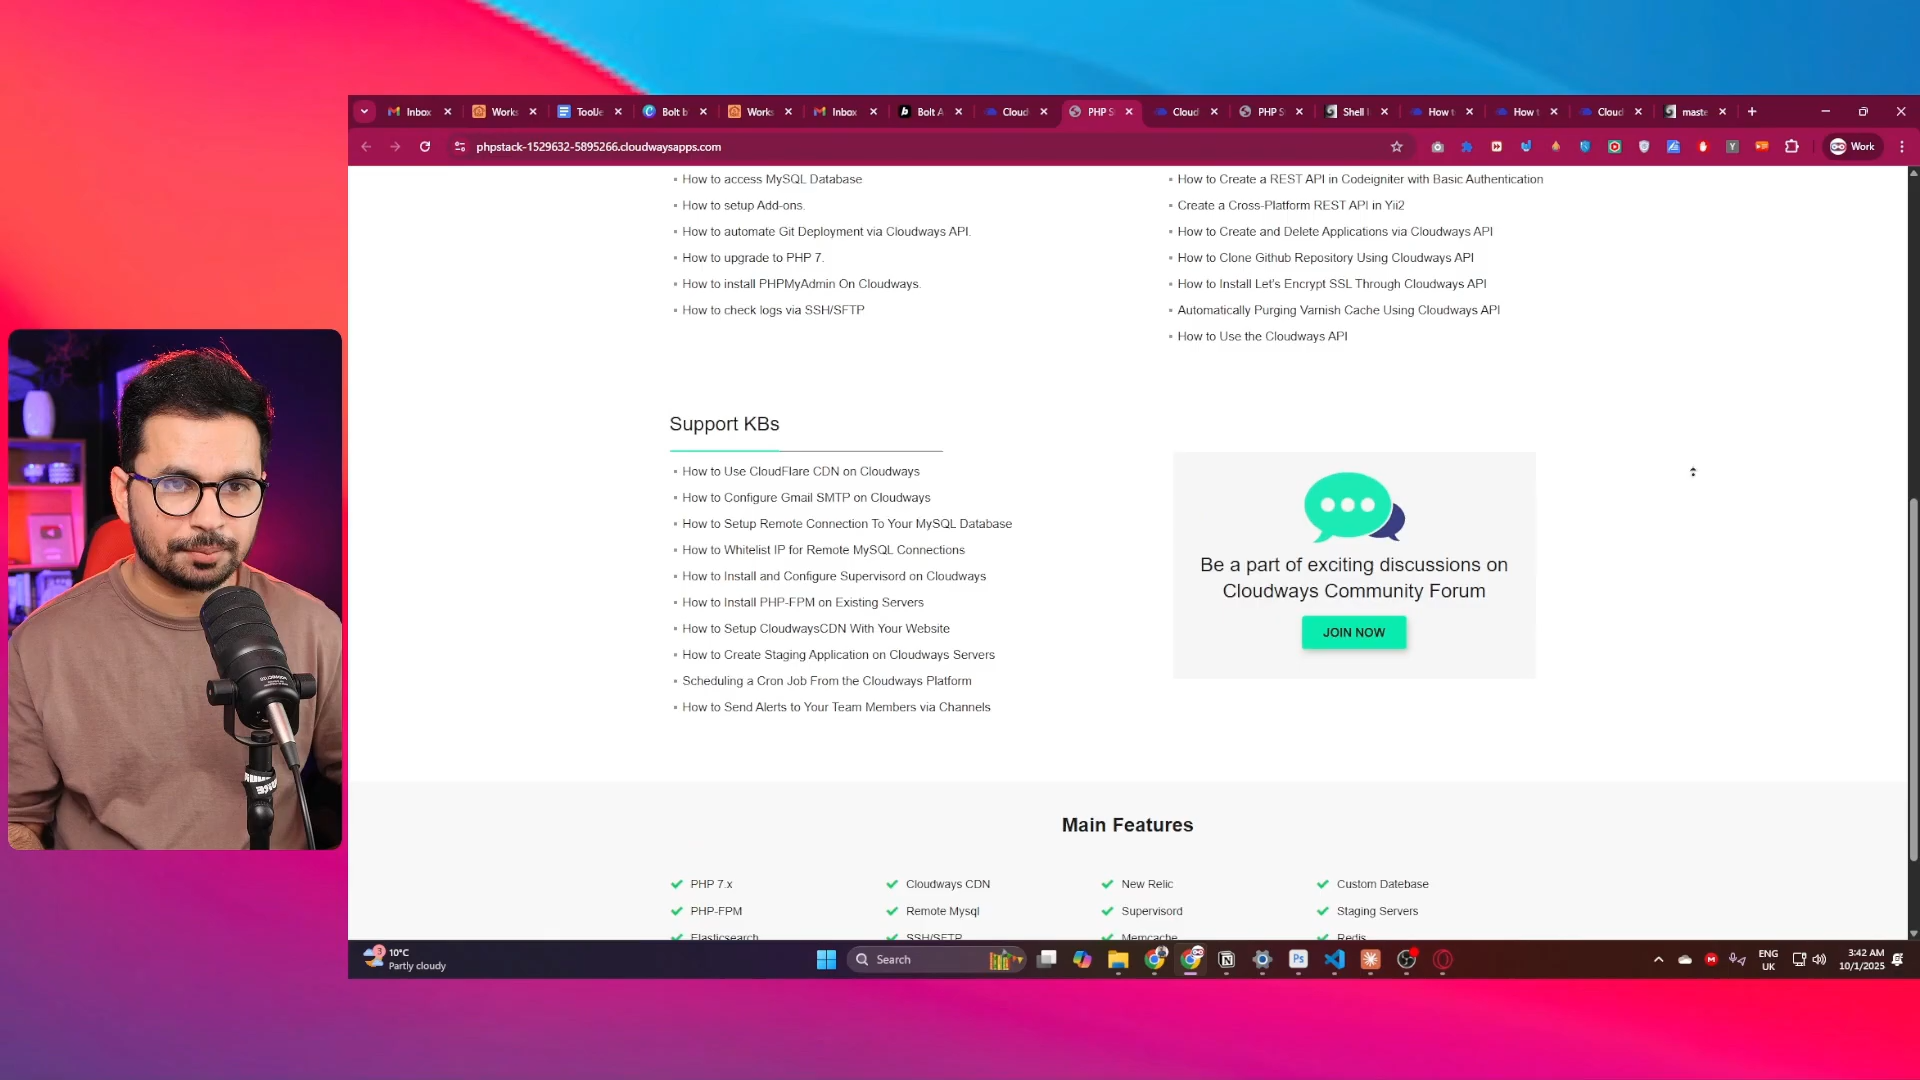 Inbox
Works
Toolje
Bolt b
Works
Inbox
Bolt A
Cloud
PHP S
Cloud
PHP S
Shell
How t
How t
Cloud
maste
phpstack-1529632-5895266.cloudwaysapps.com
Work
How to access MySQL Database
How to setup Add-ons.
How to automate Git Deployment via Cloudways API.
How to upgrade to PHP 7.
How to install PHPMyAdmin On Cloudways.
How to check logs via SSH/SFTP
How to Create a REST API in Codeigniter with Basic Authentication
Create a Cross-Platform REST API in Yii2
How to Create and Delete Applications via Cloudways API
How to Clone Github Repository Using Cloudways API
How to Install Let's Encrypt SSL Through Cloudways API
Automatically Purging Varnish Cache Using Cloudways API
How to Use the Cloudways API
Support KBs
How to Use CloudFlare CDN on Cloudways
How to Configure Gmail SMTP on Cloudways
How to Setup Remote Connection To Your MySQL Database
How to Whitelist IP for Remote MySQL Connections
How to Install and Configure Supervisord on Cloudways
How to Install PHP-FPM on Existing Servers
How to Setup CloudwaysCDN With Your Website
How to Create Staging Application on Cloudways Servers
Scheduling a Cron Job From the Cloudways Platform
How to Send Alerts to Your Team Members via Channels
Be a part of exciting discussions on
Cloudways Community Forum
JOIN NOW
Main Features
PHP 7.x
Cloudways CDN
New Relic
Custom Datebase
PHP-FPM
Remote Mysql
Supervisord
Staging Servers
Elasticsearch
SSH/SFTP
Memcache
Redis
3
10°C
Partly cloudy
Search
Ps
ENG
UK
3:42 AM
10/1/2025